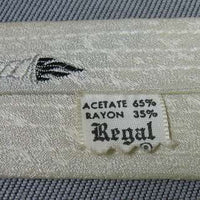 ACETATE 65%
RAYON 35%
Regal
®